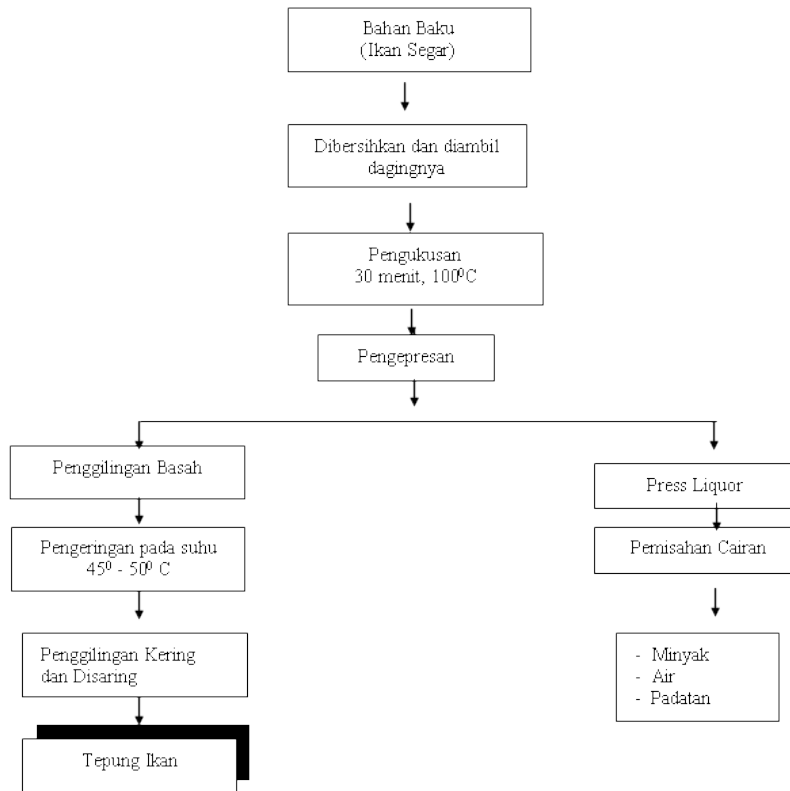 Bahan Baku
(Ikan Segar)
Dibersihkan dan diambil
dagingnya
Pengukusan
30 menit, 100⁰C
Pengepresan
Penggilingan Basah
Pengeringan pada suhu
45⁰ - 50⁰ C
Penggilingan Kering
dan Disaring
Tepung Ikan
Press Liquor
Pemisahan Cairan
- Minyak
- Air
- Padatan